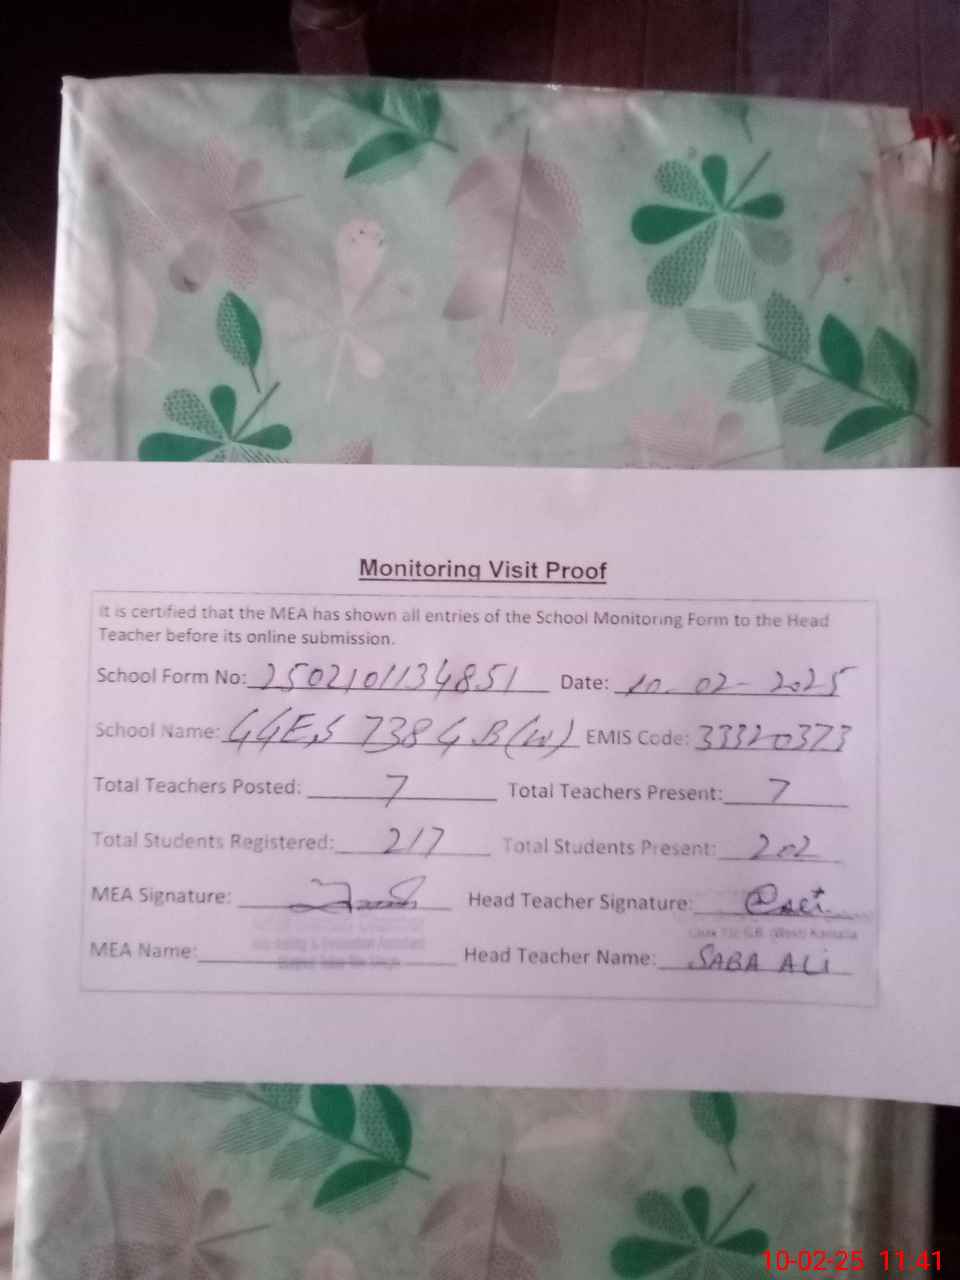 Monitoring Visit Proof
It is certified that the MEA has shown all entries of the School Monitoring Form to the Head
Teacher before its online submission.
School Form No: 2502101134851 Date: 10-02-2025
School Name: GGES 738 GB(W) EMIS Code: 33320373
Total Teachers Posted: 7 Total Teachers Present: 7
Total Students Registered: 217 Total Students Present: 202
MEA Signature: Head Teacher Signature:
G.B. (West) Kamalia
MEA Name: Head Teacher Name: SABA ALi
10-02-25 11:41